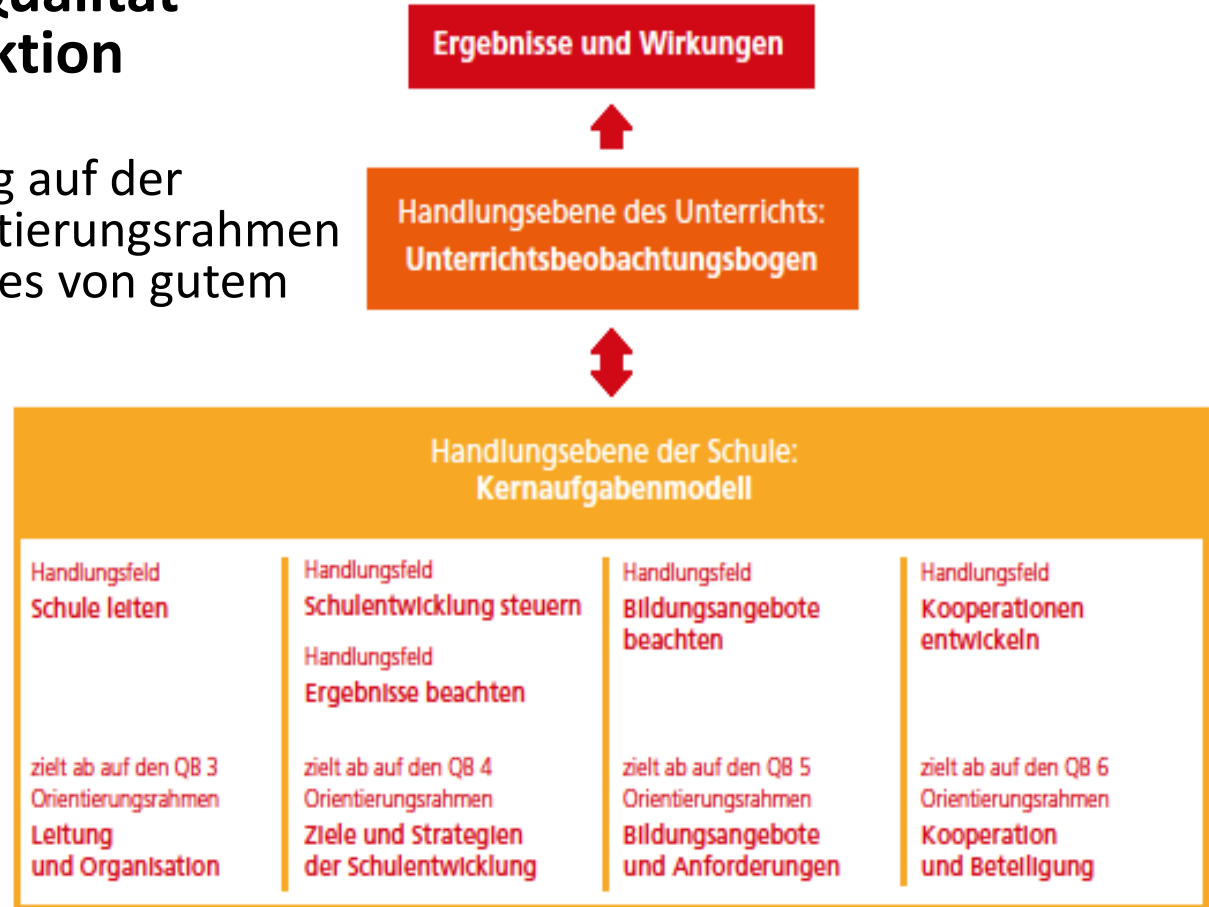 Qualität
ktion
g auf der
tierungsrahmen
es von gutem
Ergebnisse und Wirkungen
Handlungsebene des Unterrichts:
Unterrichtsbeobachtungsbogen
Handlungsebene der Schule:
Kernaufgabenmodell
Handlungsfeld
Schule leiten
zielt ab auf den QB 3
Orientierungsrahmen
Leitung
und Organisation
Handlungsfeld
Schulentwicklung steuern
Handlungsfeld
Ergebnisse beachten
zielt ab auf den QB 4
Orientierungsrahmen
Ziele und Strategien
der Schulentwicklung
Handlungsfeld
Bildungsangebote
beachten
zielt ab auf den QB 5
Orientierungsrahmen
Bildungsangebote
und Anforderungen
Handlungsfeld
Kooperationen
entwickeln
zielt ab auf den QB 6
Orientierungsrahmen
Kooperation
und Beteiligung